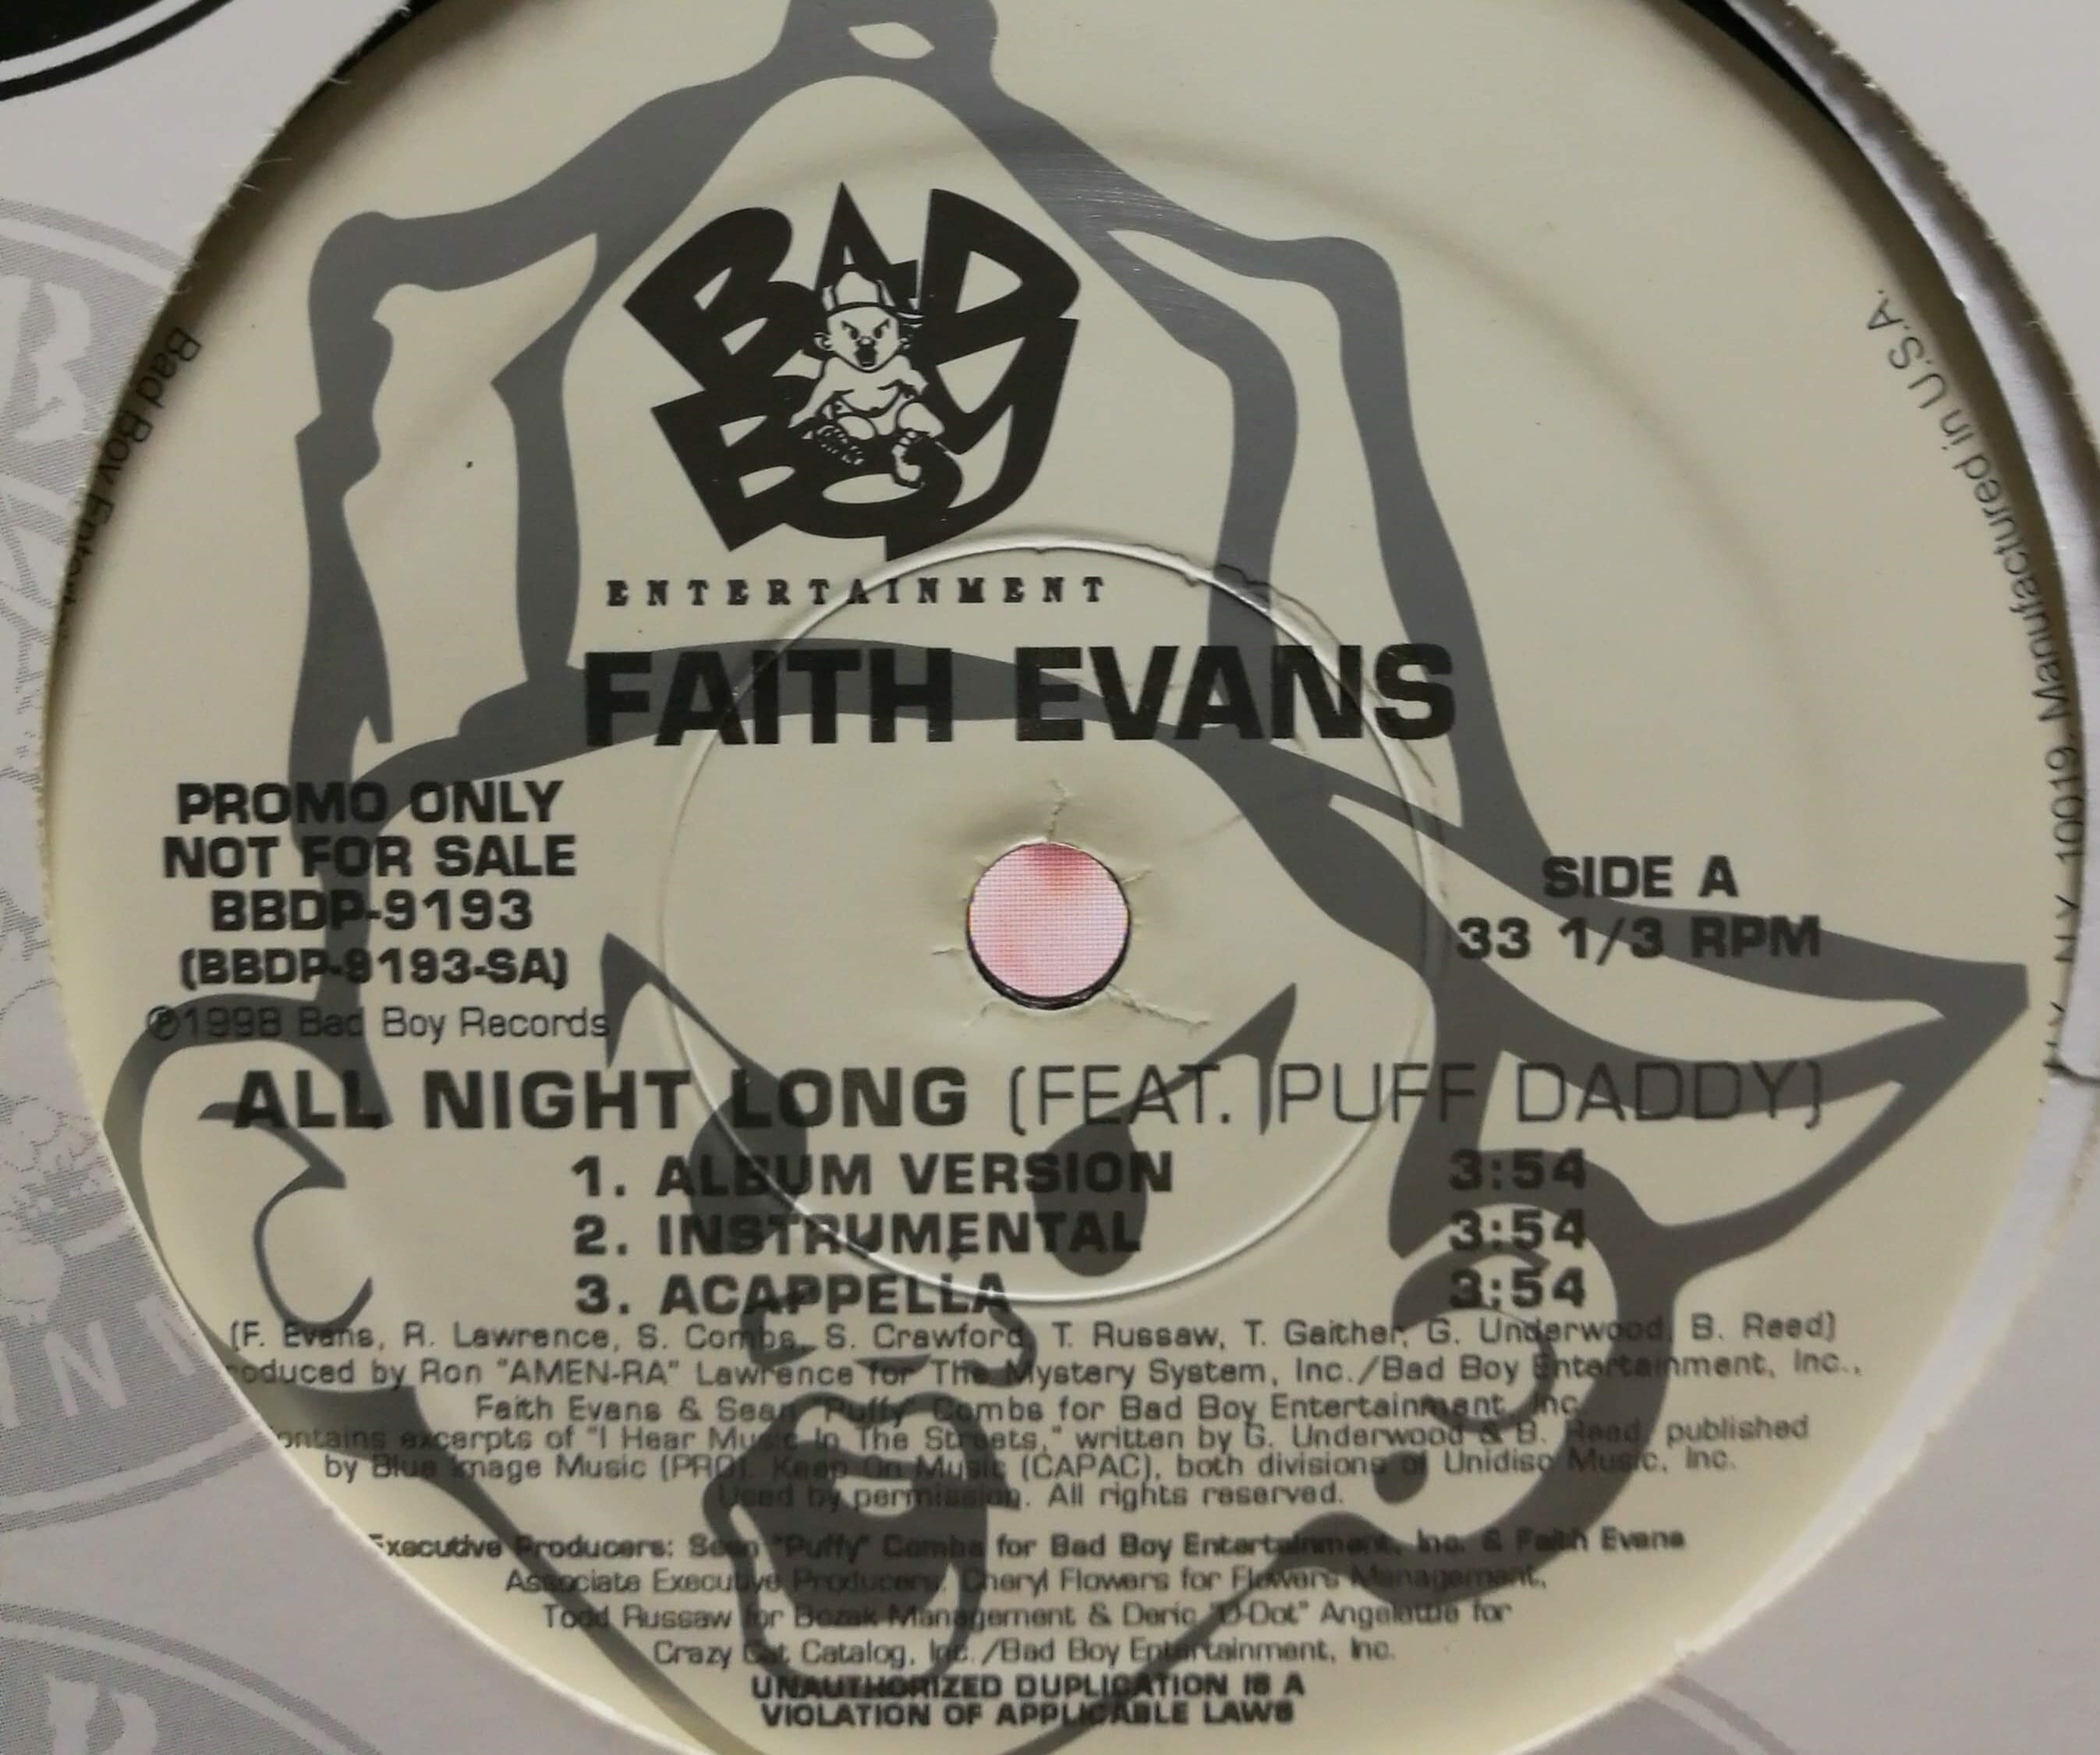 BAD
BOY
ENTERTAINMENT
FAITH EVANS
PROMO ONLY
NOT FOR SALE
BBDP-9193
(BBDP-9193-SA)
℗1998 Bad Boy Records
SIDE A
33 1/3 RPM
ALL NIGHT LONG (FEAT. PUFF DADDY)
1. ALBUM VERSION 3:54
2. INSTRUMENTAL 3:54
3. ACAPPELLA 3:54
(F. Evans, R. Lawrence, S. Combs, S. Crawford, T. Russaw, T. Gaither, G. Underwood, B. Reed)
oduced by Ron "AMEN-RA" Lawrence for The Mystery System, Inc./Bad Boy Entertainment, Inc.,
Faith Evans & Sean "Puffy" Combs for Bad Boy Entertainment, Inc.
ontains excerpts of "I Hear Music In The Streets," written by G. Underwood & B. Reed, published
by Blue Image Music (PRO), Keep On Music (CAPAC), both divisions of Unidisc Music, Inc.
Used by permission. All rights reserved.
Executive Producers: Sean "Puffy" Combs for Bad Boy Entertainment, Inc. & Faith Evans
Associate Executive Producers: Cheryl Flowers for Flowers Management,
Todd Russaw for Bozak Management & Deric "D-Dot" Angelettie for
Crazy Cat Catalog, Inc./Bad Boy Entertainment, Inc.
UNAUTHORIZED DUPLICATION IS A
VIOLATION OF APPLICABLE LAWS
Bad Boy
NY 10019 Manufactured in U.S.A.